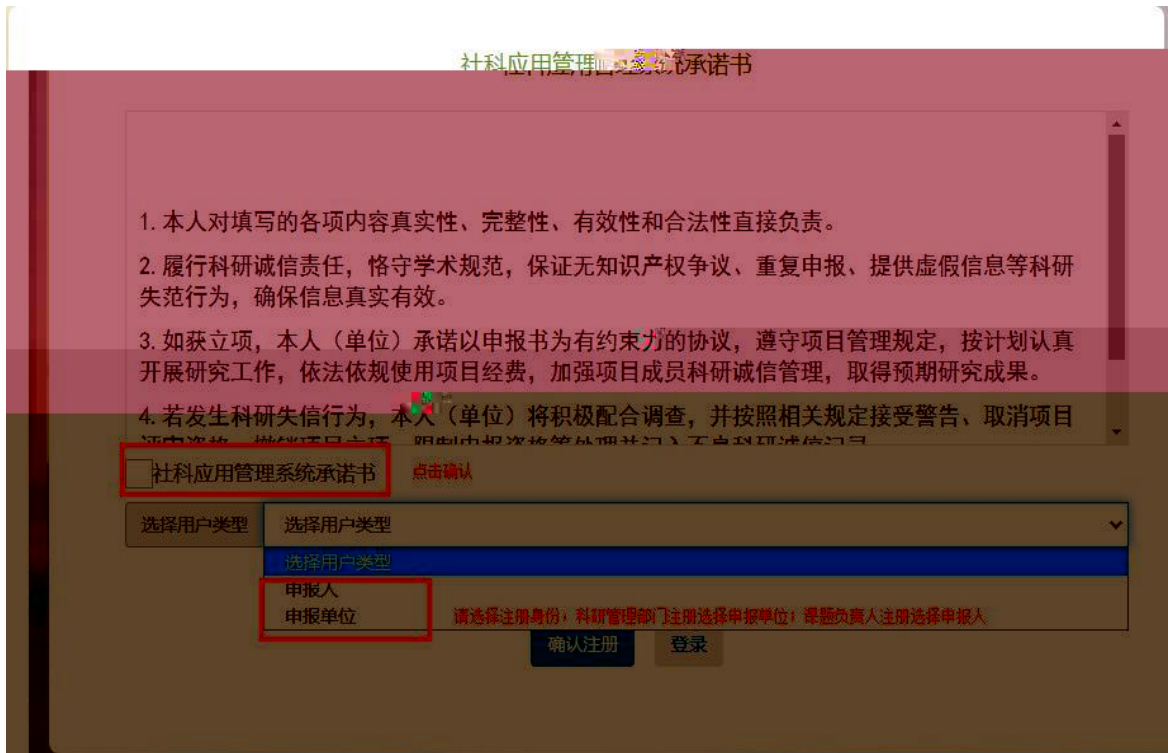 社科应用管理系统承诺书
1. 本人对填写的各项内容真实性、完整性、有效性和合法性直接负责。
2. 履行科研诚信责任，恪守学术规范，保证无知识产权争议、重复申报、提供虚假信息等科研
失范行为，确保信息真实有效。
3. 如获立项，本人（单位）承诺以申报书为有约束力的协议，遵守项目管理规定，按计划认真
开展研究工作，依法依规使用项目经费，加强项目成员科研诚信管理，取得预期研究成果。
4. 若发生科研失信行为，本人（单位）将积极配合调查，并按照相关规定接受警告、取消项目
社科应用管理系统承诺书 点击确认
选择用户类型 选择用户类型
选择用户类型
申报人
申报单位 请选择注册身份，科研管理部门注册选择申报单位；课题负责人注册选择申报人
确认注册 登录